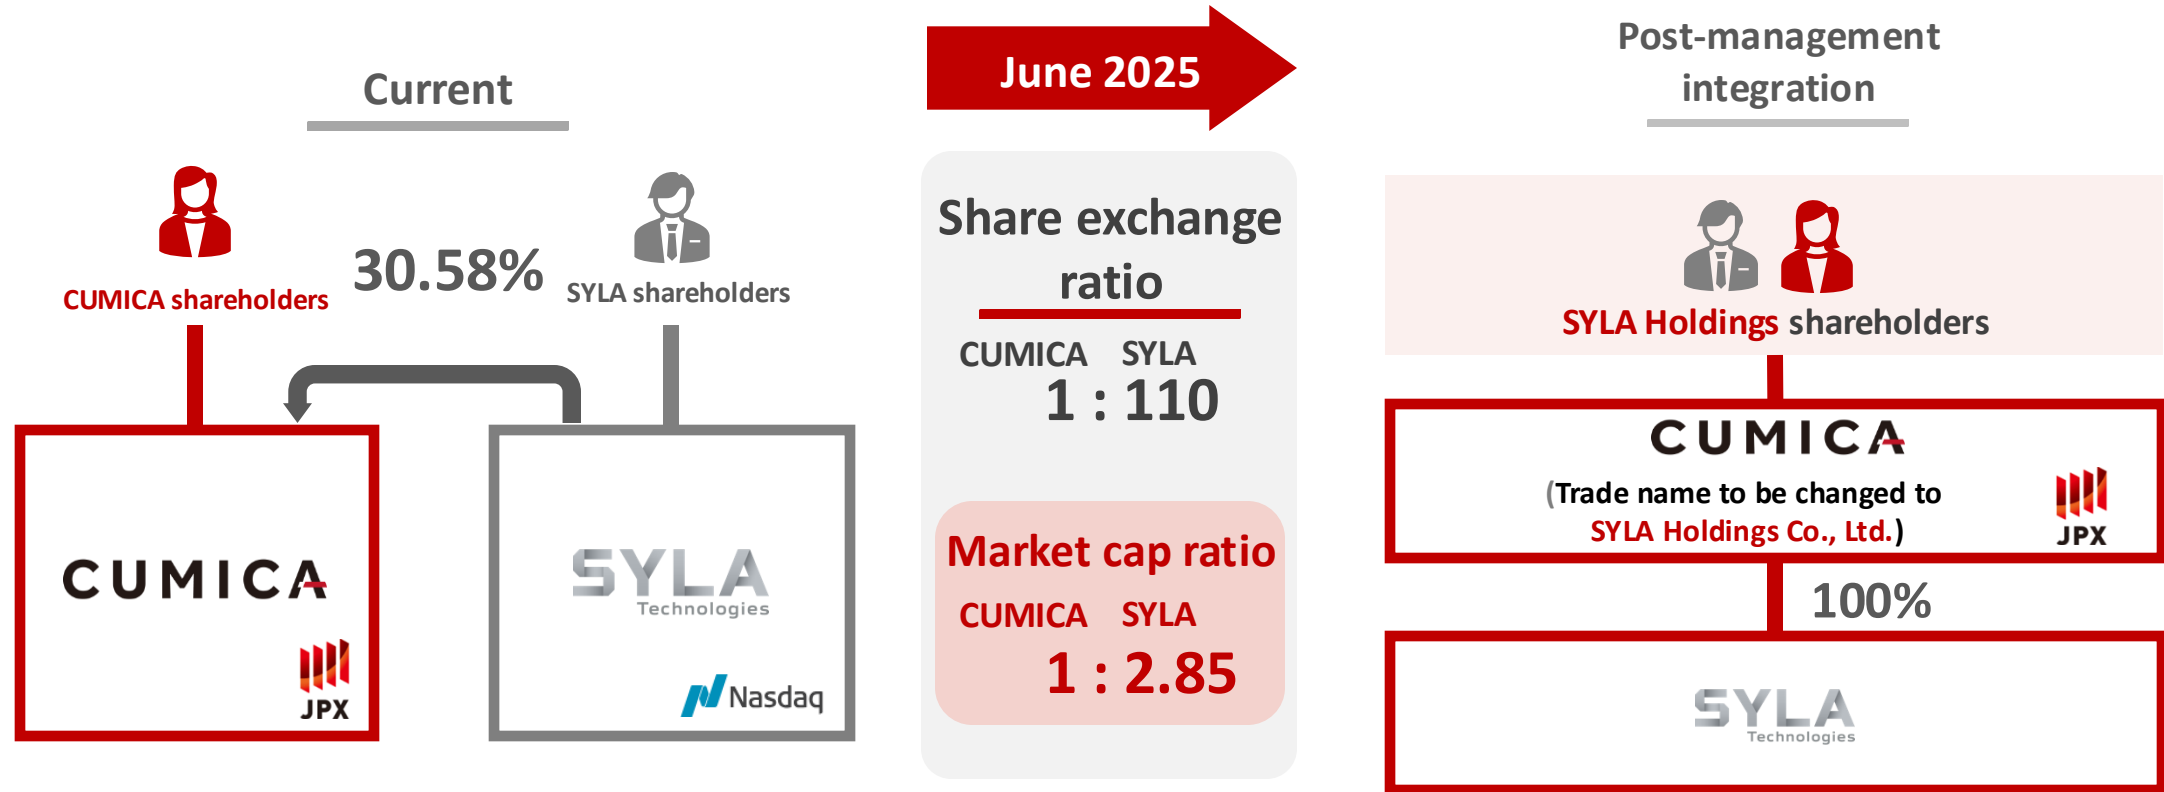 Current
CUMICA shareholders
30.58%
SYLA shareholders
CUMICA
JPX
SYLA
Technologies
Nasdaq
June 2025
Share exchange
ratio
CUMICA SYLA
1 : 110
Market cap ratio
CUMICA SYLA
1 : 2.85
Post-management
integration
SYLA Holdings shareholders
CUMICA
(Trade name to be changed to
SYLA Holdings Co., Ltd.)
JPX
100%
SYLA
Technologies